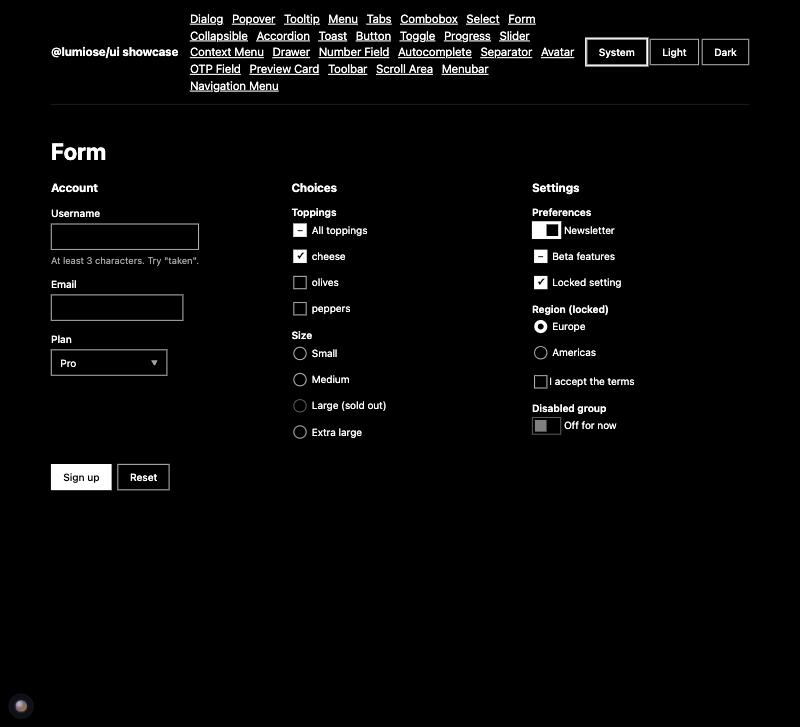 @lumiose/ui showcase
Dialog Popover Tooltip Menu Tabs Combobox Select Form
Collapsible Accordion Toast Button Toggle Progress Slider
Context Menu Drawer Number Field Autocomplete Separator Avatar
OTP Field Preview Card Toolbar Scroll Area Menubar
Navigation Menu
System Light Dark
Form
Account
Username
At least 3 characters. Try "taken".
Email
Plan
Pro
Choices
Toppings
All toppings
cheese
olives
peppers
Size
Small
Medium
Large (sold out)
Extra large
Settings
Preferences
Newsletter
Beta features
Locked setting
Region (locked)
Europe
Americas
I accept the terms
Disabled group
Off for now
Sign up Reset